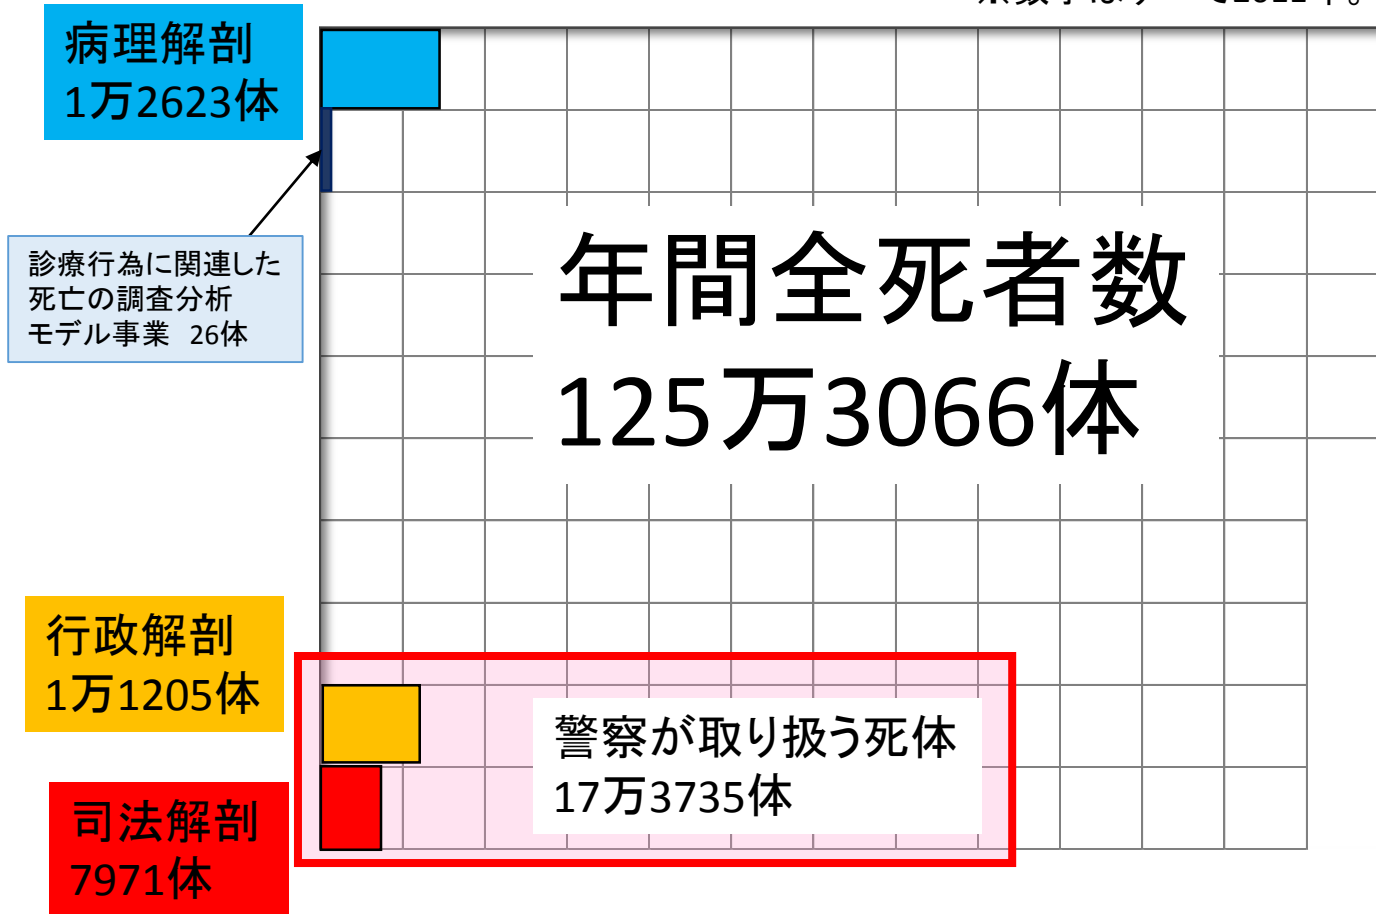 病理解剖
1万2623体
診療行為に関連した
死亡の調査分析
モデル事業 26体
年間全死者数
125万3066体
行政解剖
1万1205体
警察が取り扱う死体
17万3735体
司法解剖
7971体